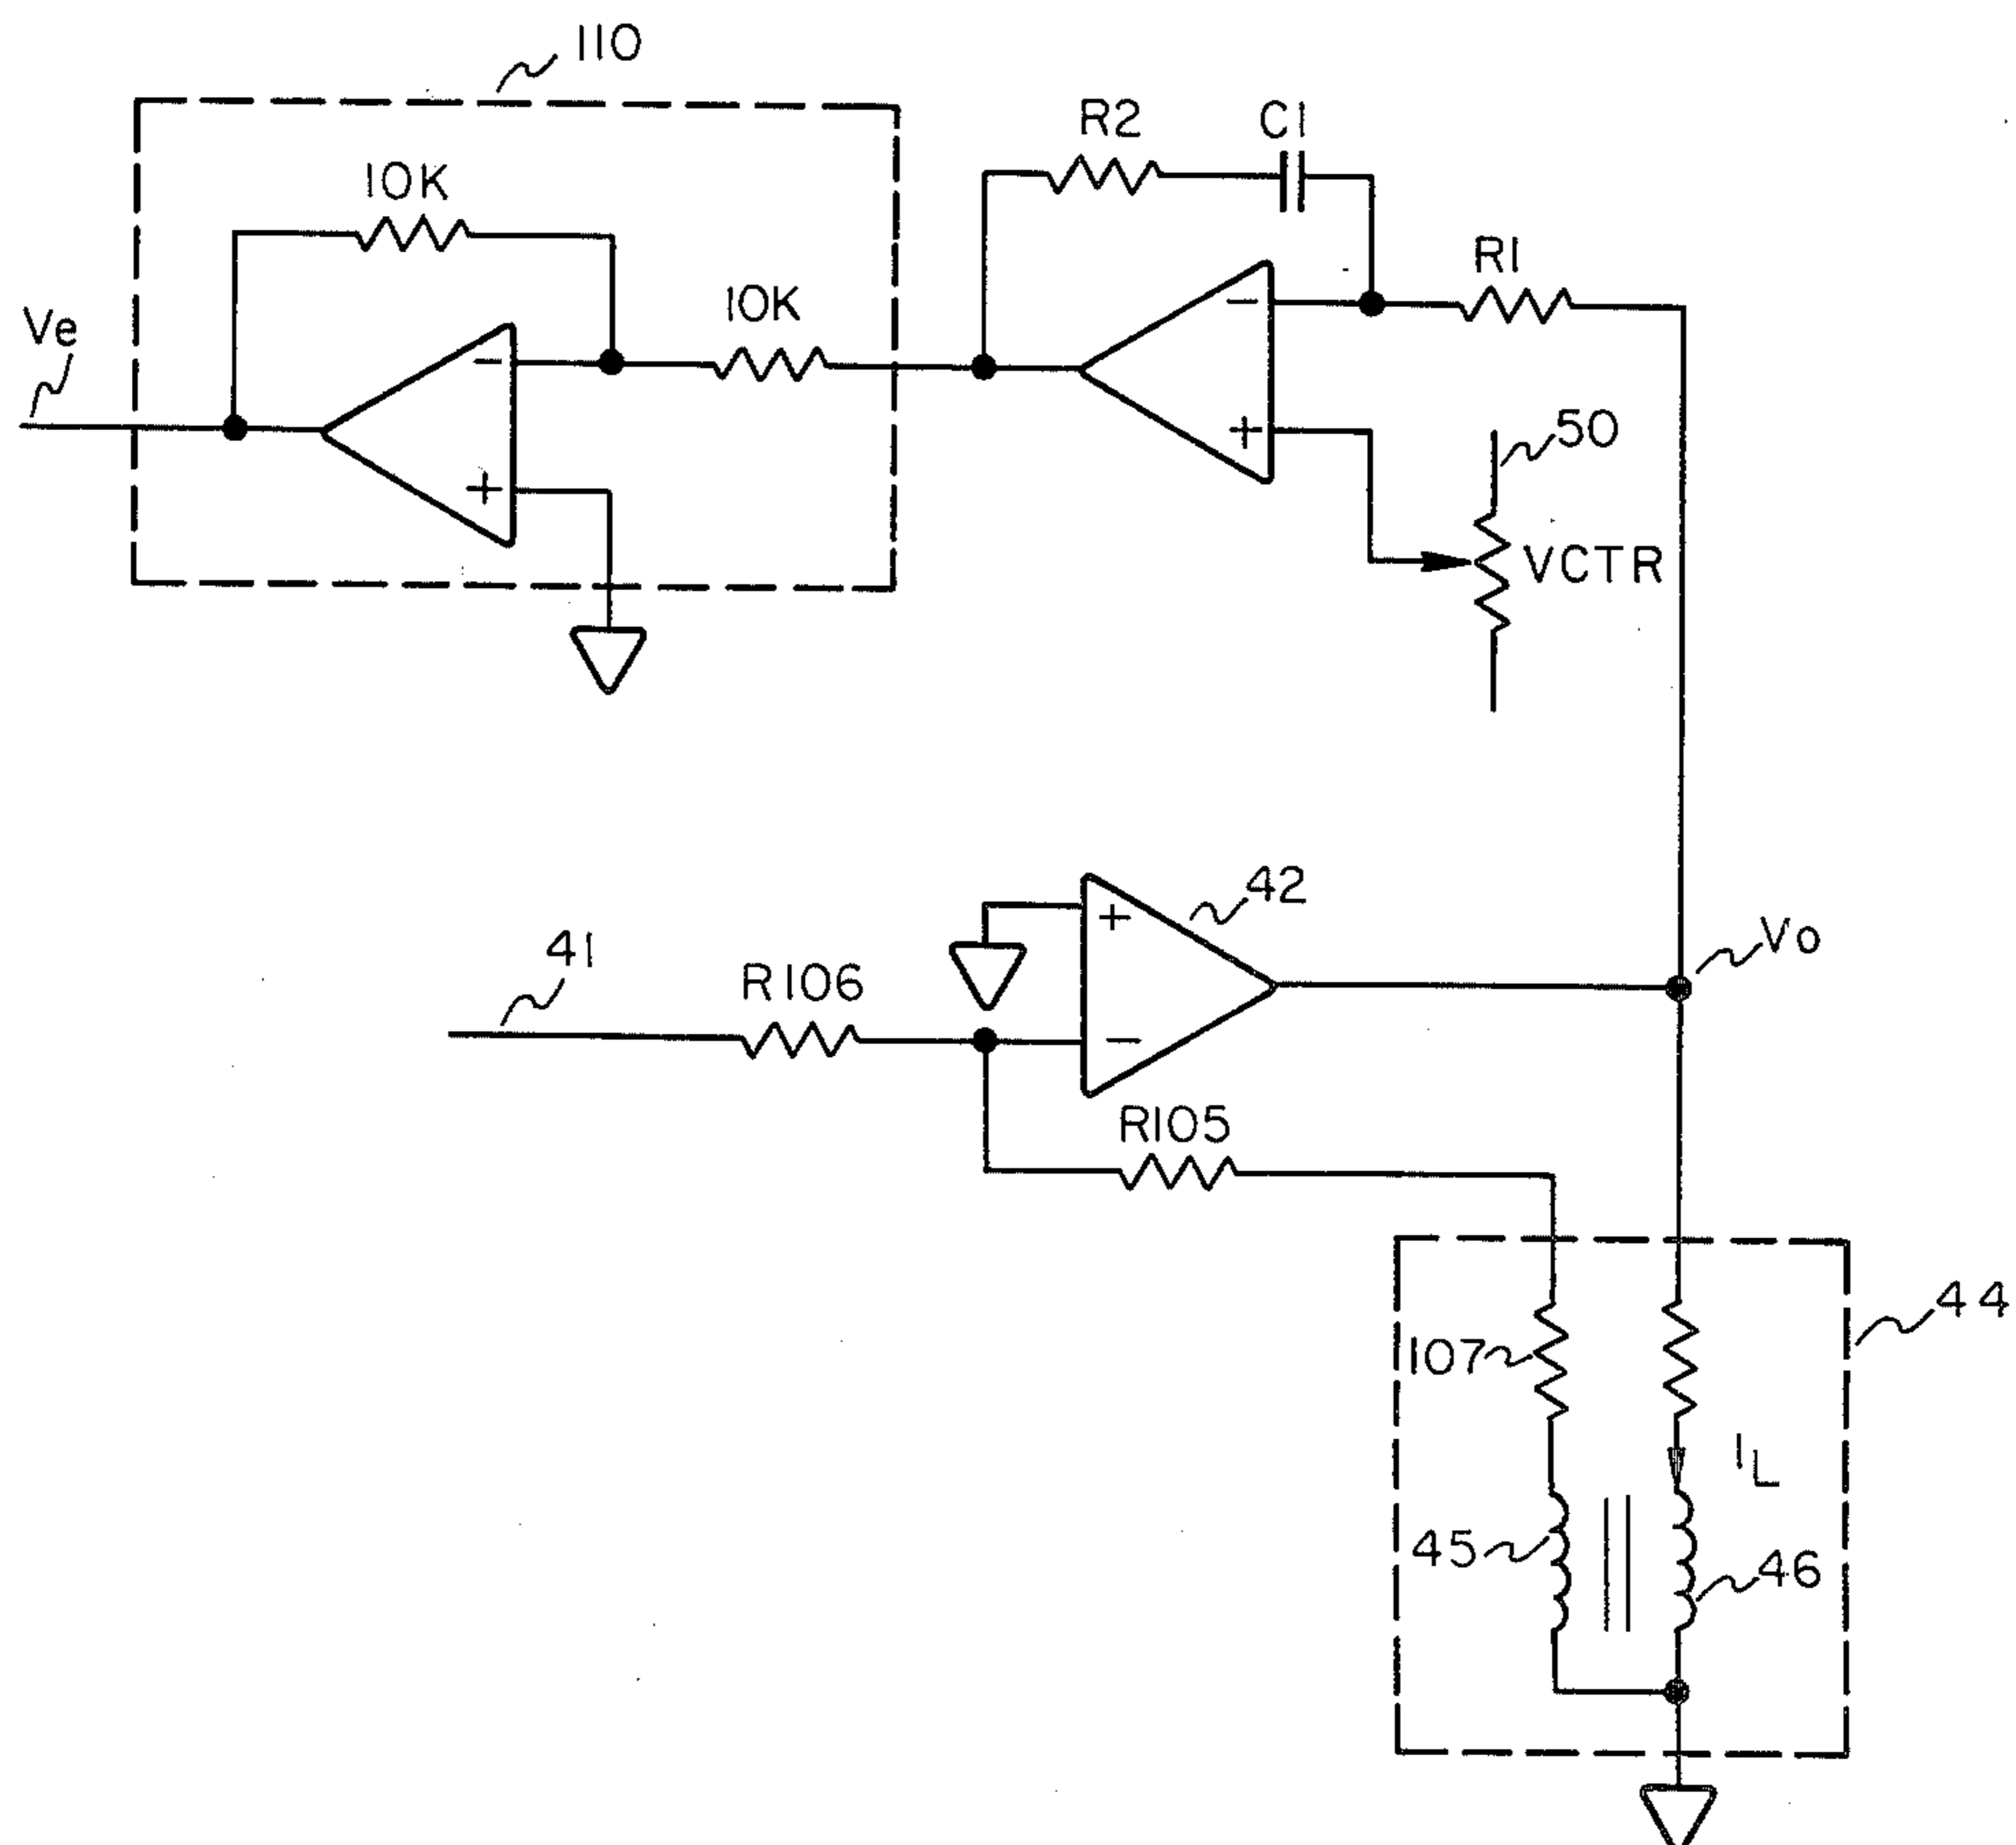 110
R2
C1
10K
R1
10K
Ve
–
–
+
50
+
VCTR
42
+
Vo
41
R106
–
R105
44
107
IL
45
46